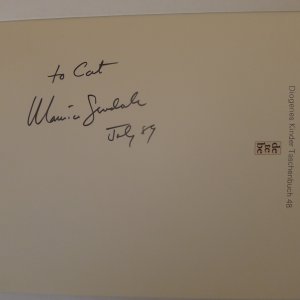 to Cat
Maurice Sendak
July 89
Diogenes Kinder Taschenbuch 48